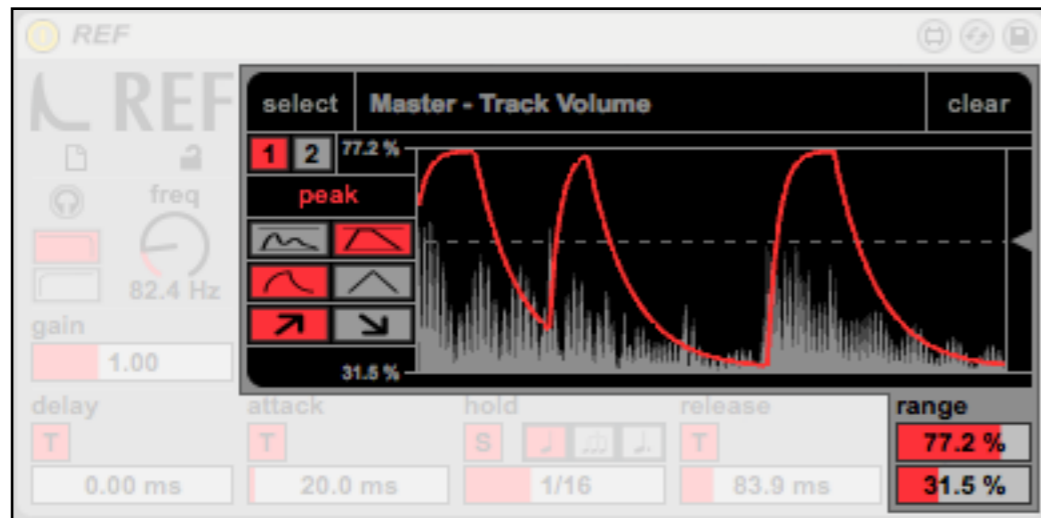 REF
REF
select Master - Track Volume clear
1 2 77.2 %
peak
freq
82.4 Hz
gain
1.00
31.5 %
delay attack hold release range
T T S T 77.2 %
0.00 ms 20.0 ms 1/16 83.9 ms 31.5 %